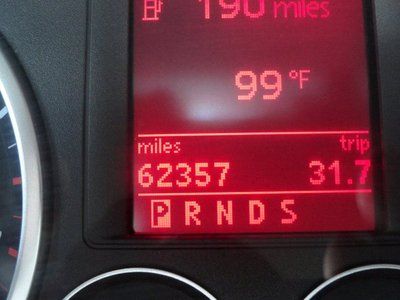 190 miles
99 °F
miles trip
62357 31.7
P R N D S